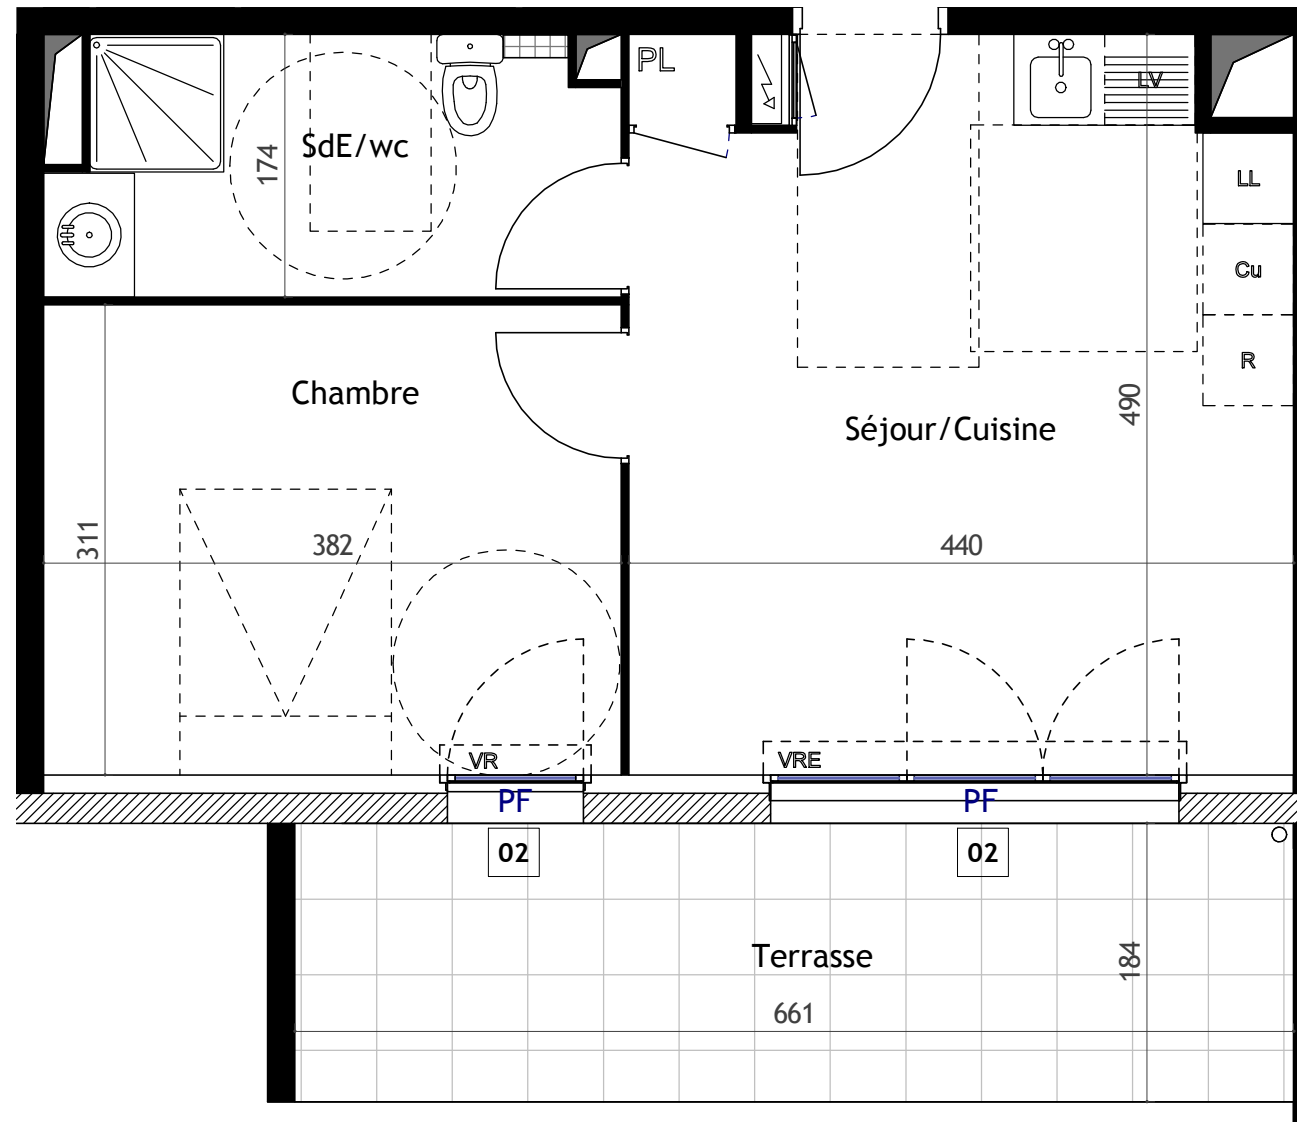 PL
LV
SdE/wc
174
LL
Cu
R
Chambre
490
Séjour/Cuisine
311
382
440
VR
VRE
PF
PF
02
02
Terrasse
184
661